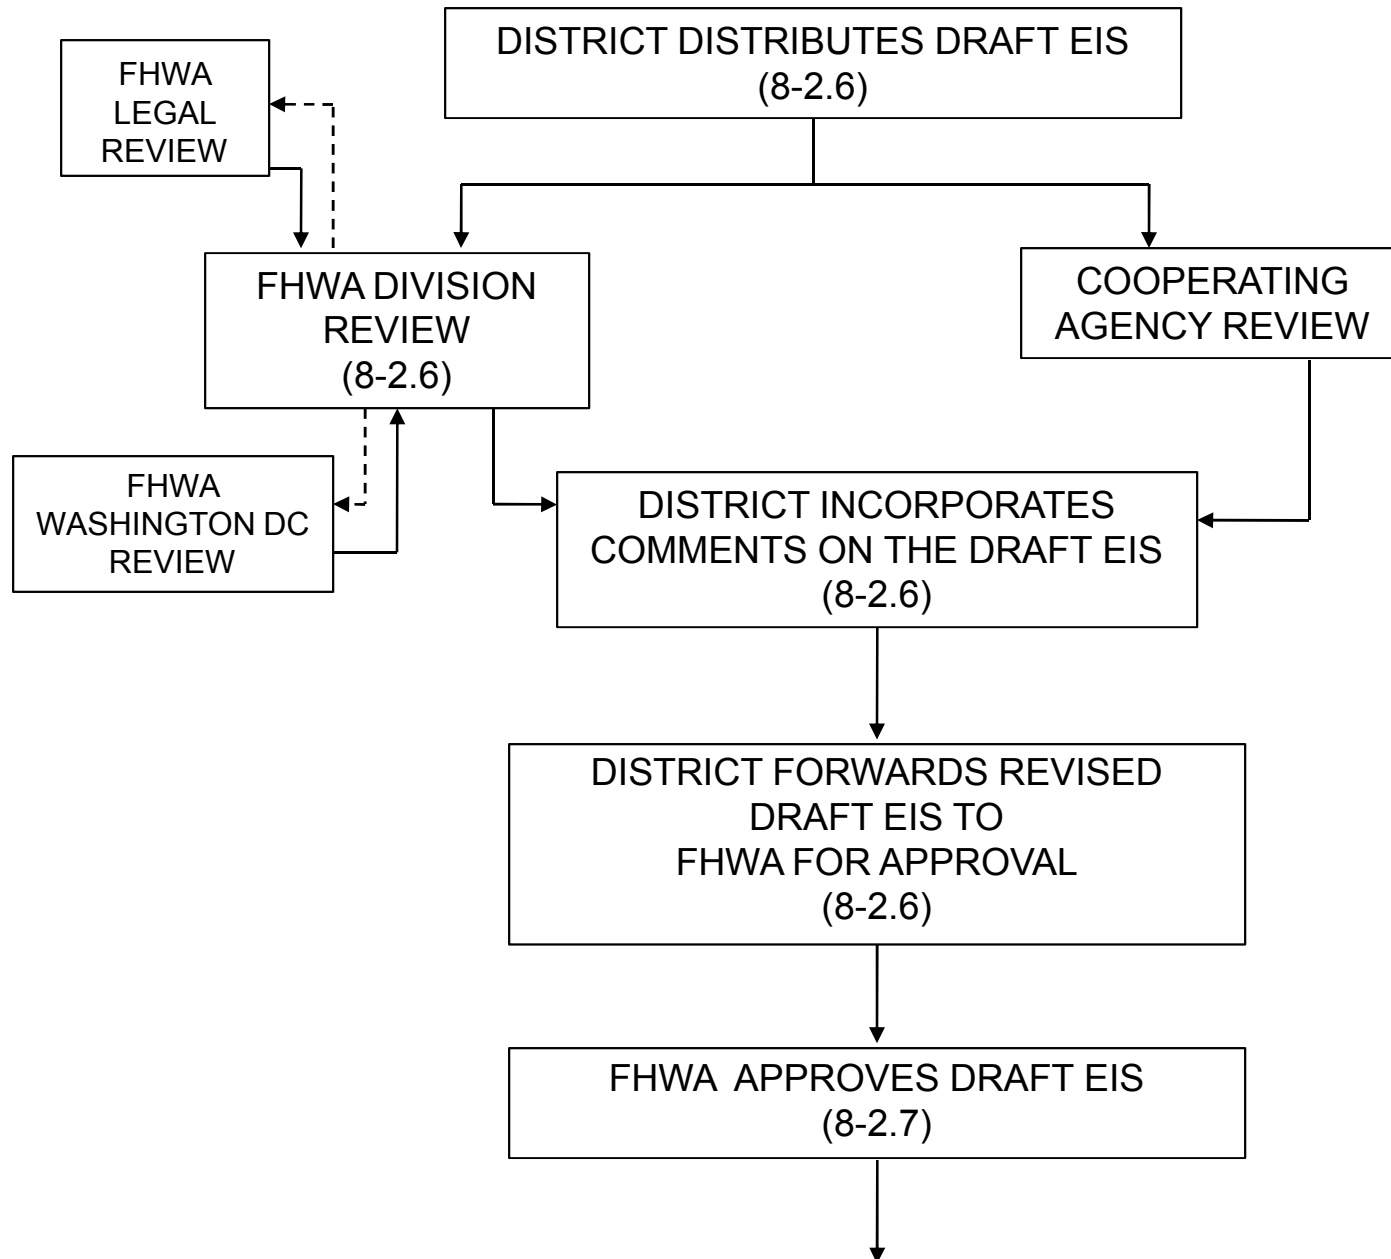 DISTRICT DISTRIBUTES DRAFT EIS
(8-2.6)
FHWA
LEGAL
REVIEW
FHWA DIVISION
REVIEW
(8-2.6)
COOPERATING
AGENCY REVIEW
FHWA
WASHINGTON DC
REVIEW
DISTRICT INCORPORATES
COMMENTS ON THE DRAFT EIS
(8-2.6)
DISTRICT FORWARDS REVISED
DRAFT EIS TO
FHWA FOR APPROVAL
(8-2.6)
FHWA APPROVES DRAFT EIS
(8-2.7)